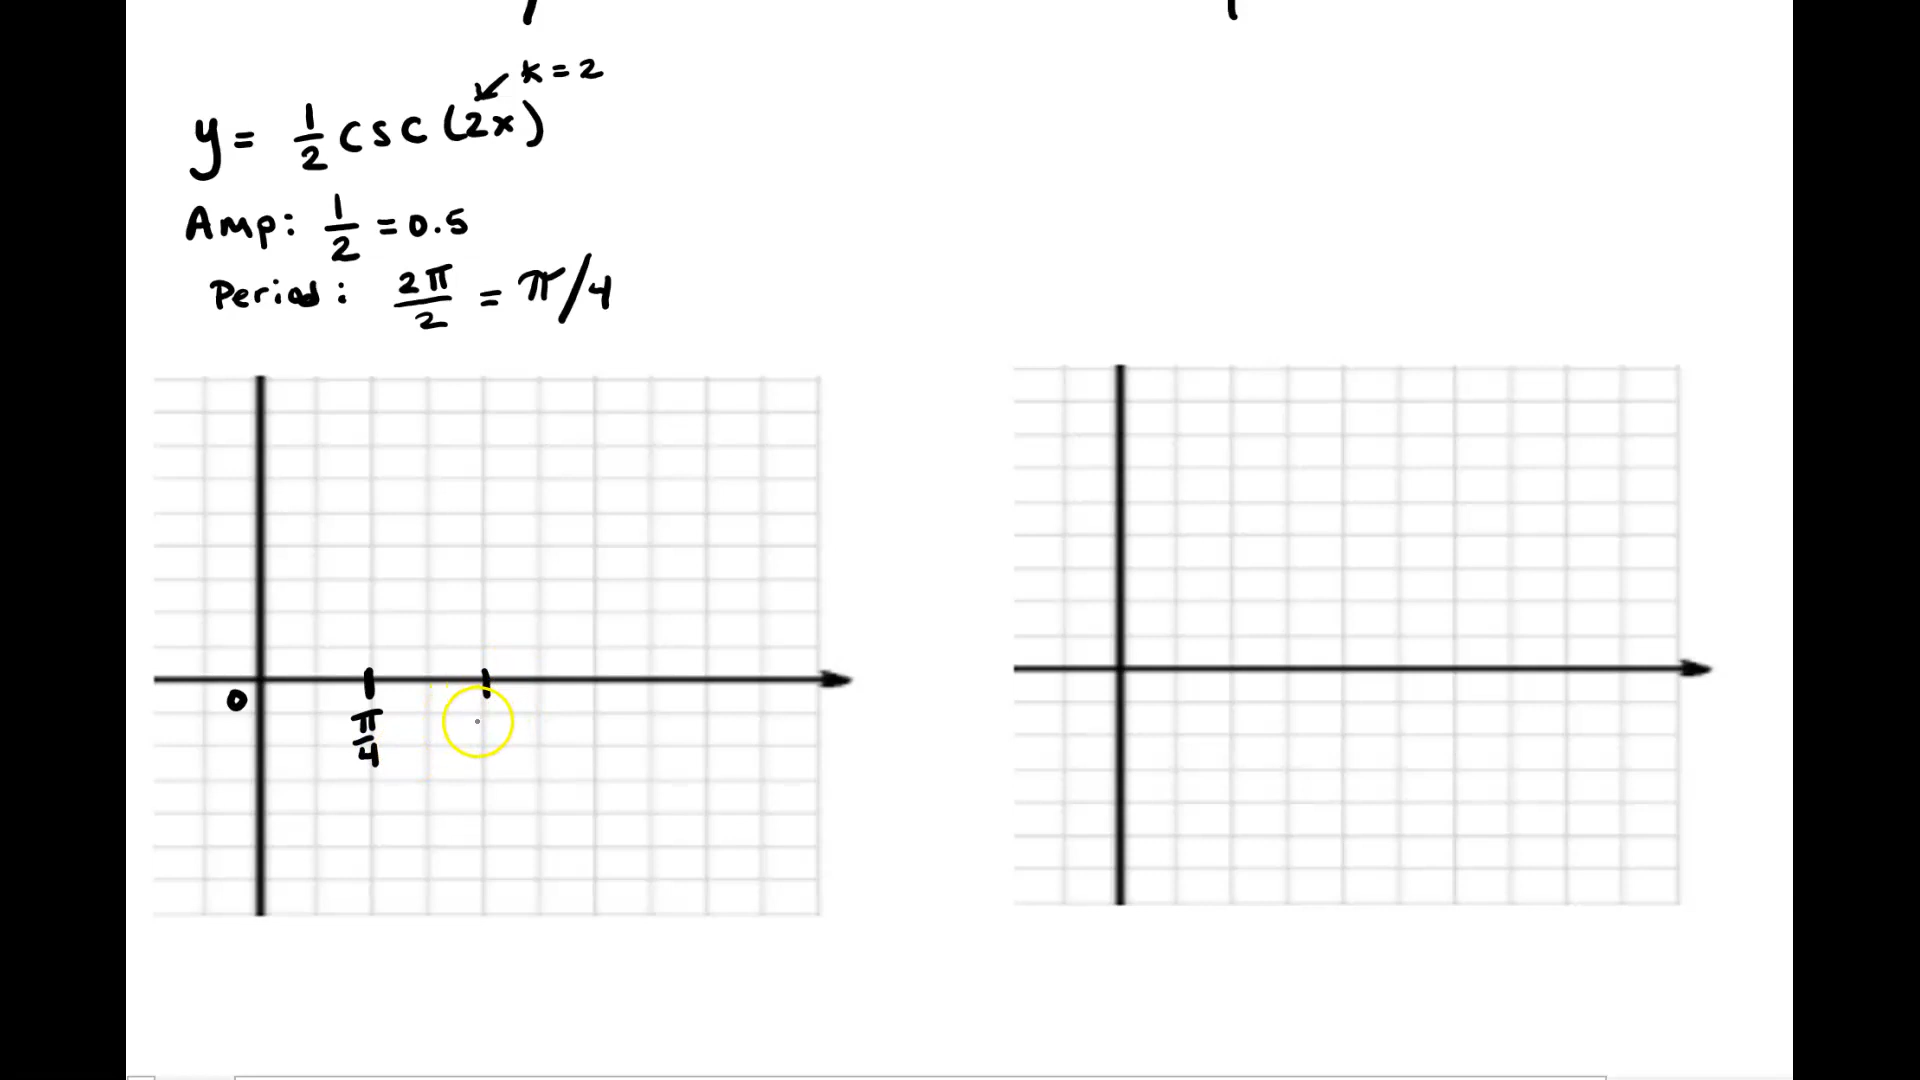 k=2
y= 1/2 csc(2x)
Amp: 1/2 = 0.5
Period: 2π/2 = π/4
0
π/4